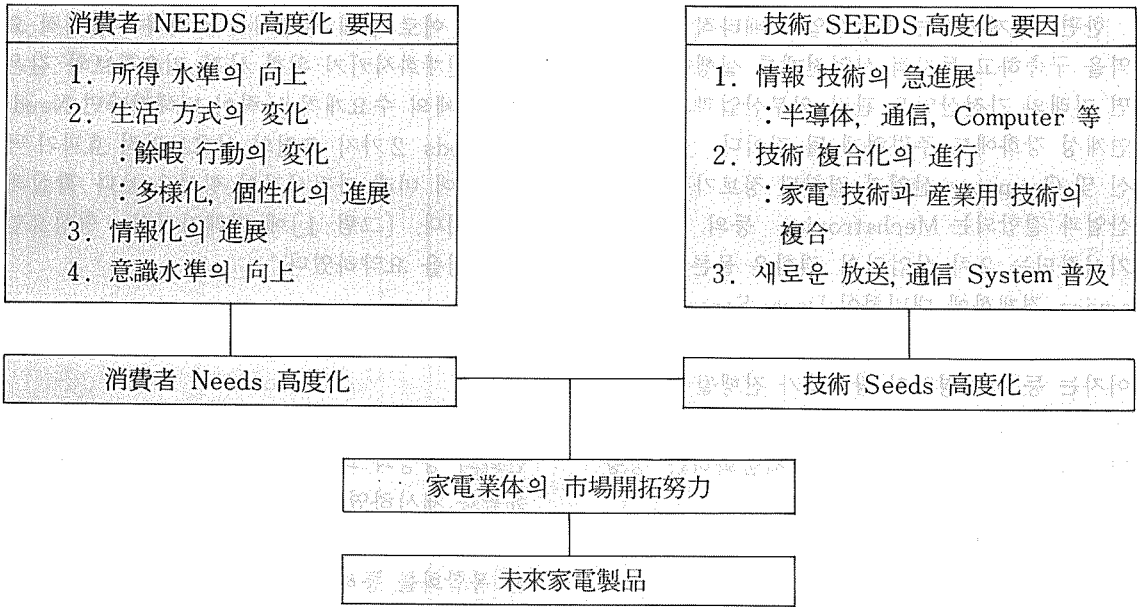 消費者 NEEDS 高度化 要因
1. 所得 水準의 向上
2. 生活 方式의 変化
: 餘暇 行動의 変化
: 多様化, 個性化의 進展
3. 情報化의 進展
4. 意識水準의 向上
技術 SEEDS 高度化 要因
1. 情報 技術의 急進展
: 半導体, 通信, Computer 等
2. 技術 複合化의 進行
: 家電 技術과 産業用 技術의
複合
3. 새로운 放送, 通信 System 普及
消費者 Needs 高度化
技術 Seeds 高度化
家電業体의 市場開拓努力
未來家電製品